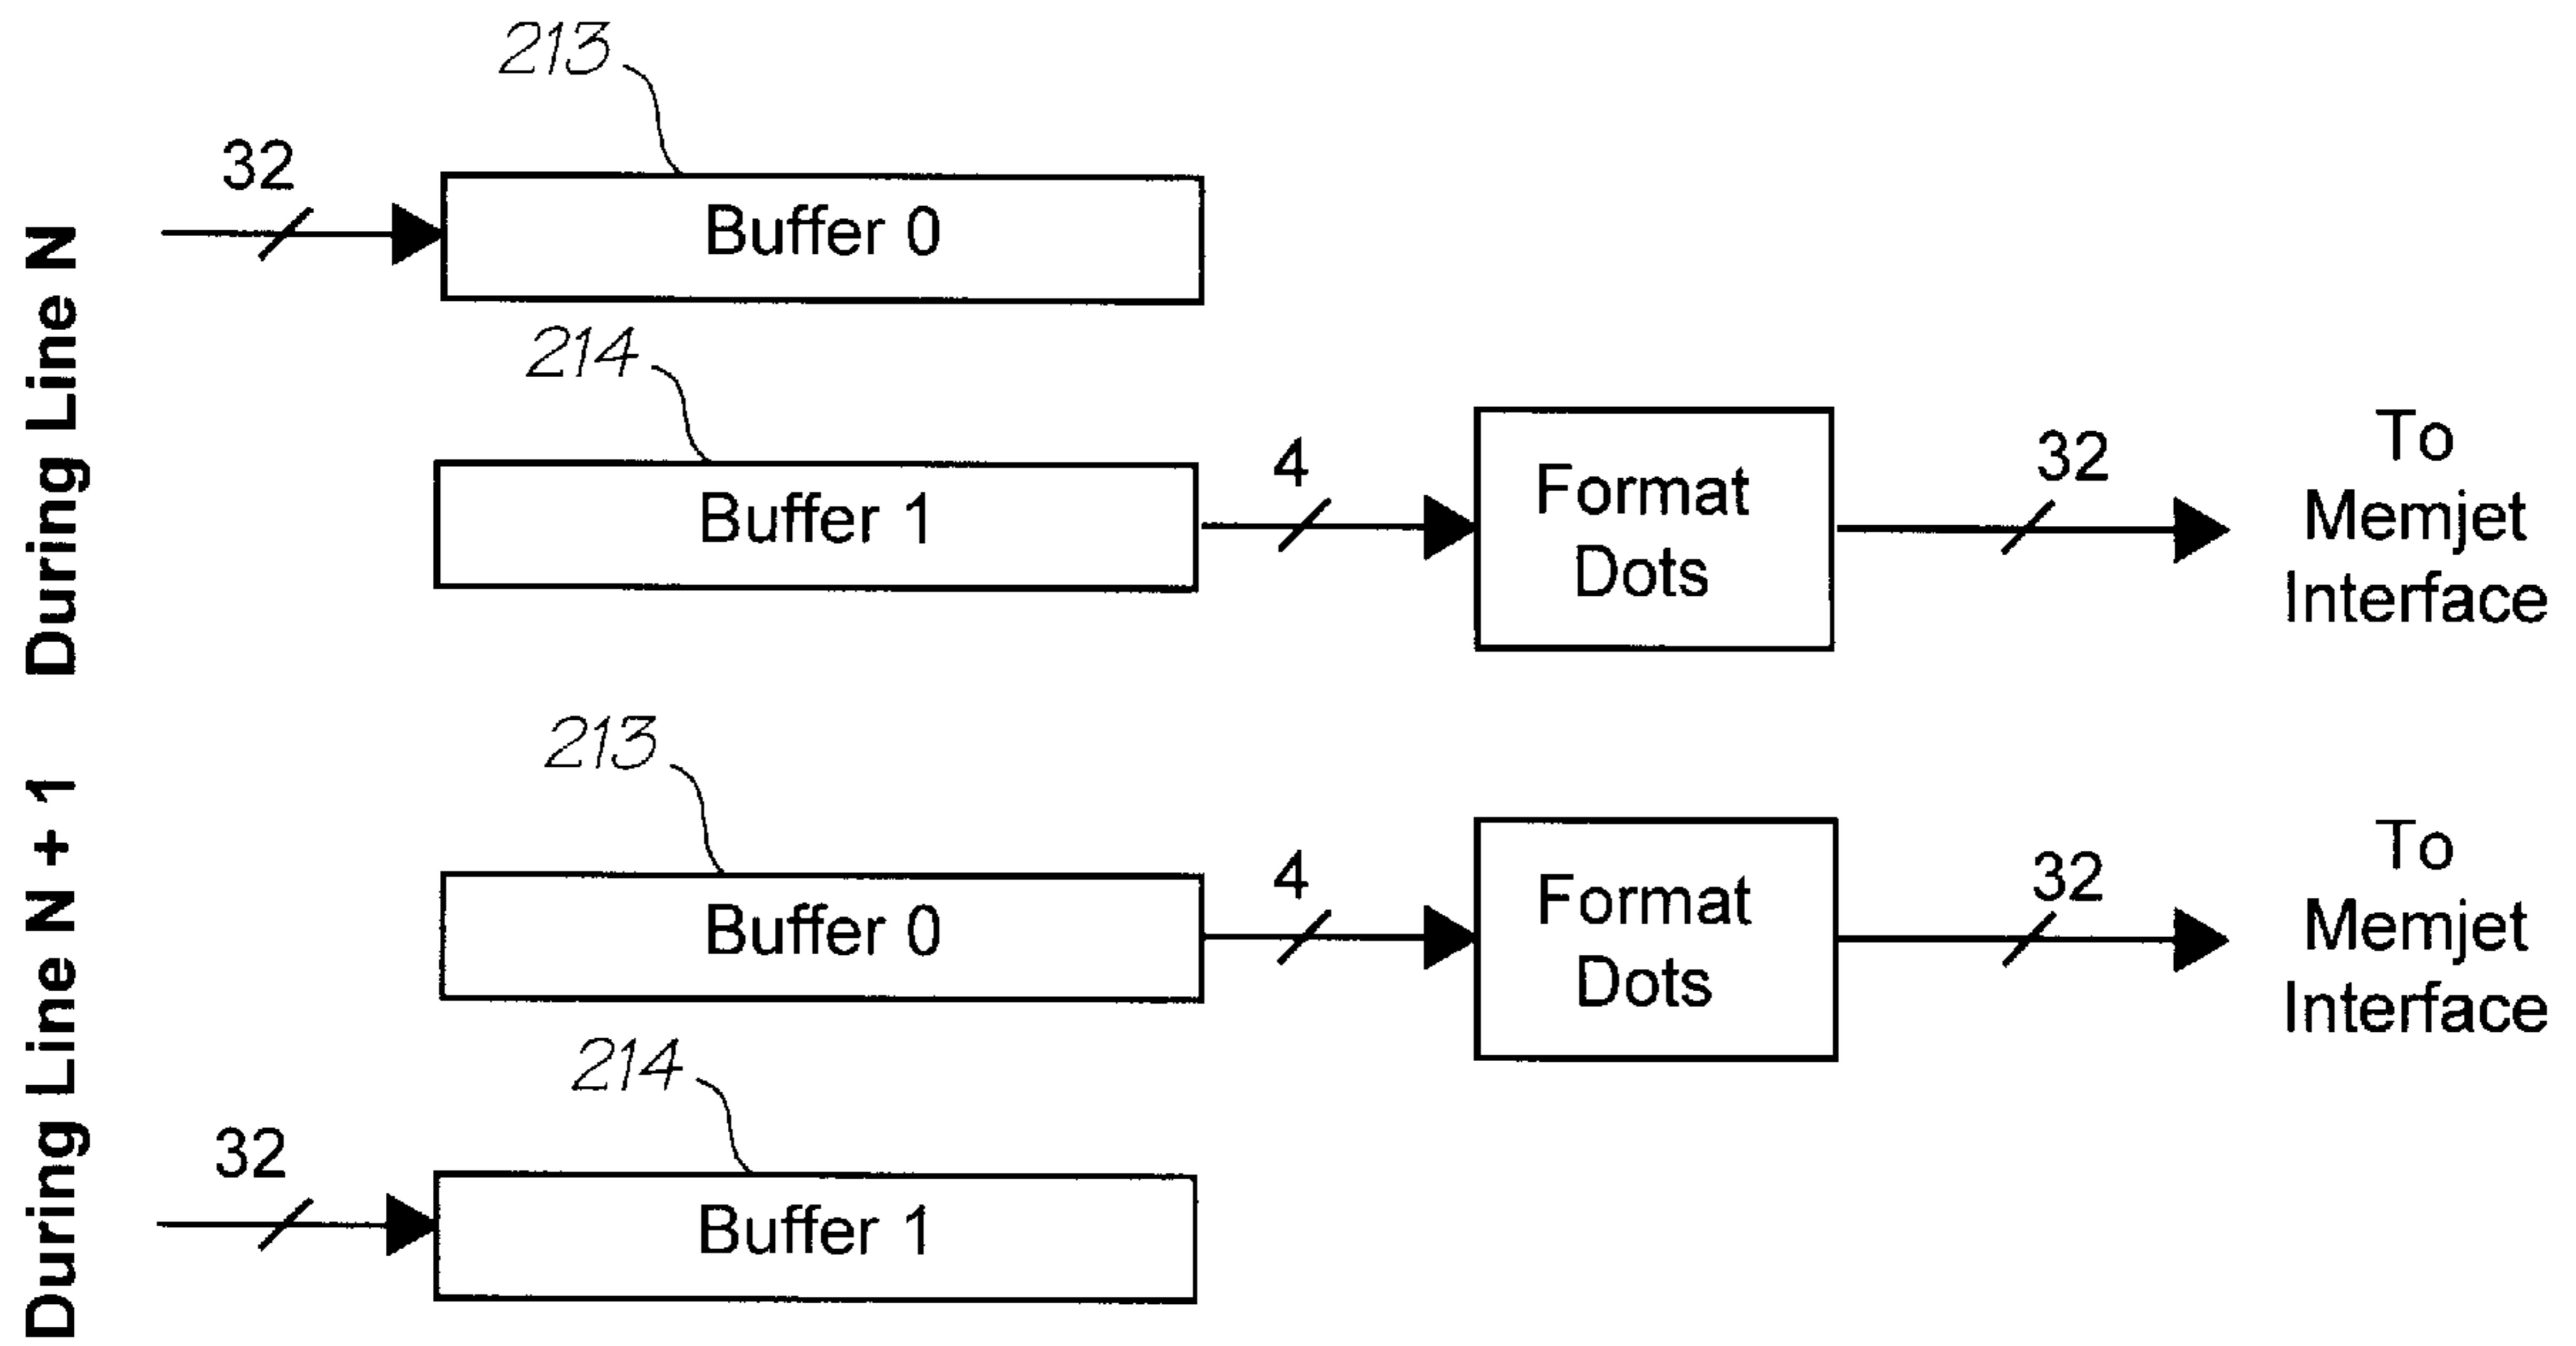 During Line N
213
32
Buffer 0
214
Buffer 1
4
Format
Dots
32
To
Memjet
Interface
During Line N + 1
213
Buffer 0
4
Format
Dots
32
To
Memjet
Interface
214
32
Buffer 1